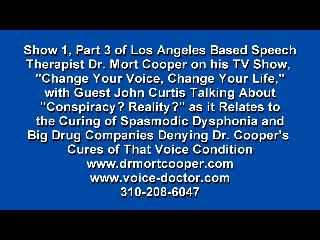 Show 1, Part 3 of Los Angeles Based Speech
Therapist Dr. Mort Cooper on his TV Show,
"Change Your Voice, Change Your Life,"
with Guest John Curtis Talking About
"Conspiracy? Reality?" as it Relates to
the Curing of Spasmodic Dysphonia and
Big Drug Companies Denying Dr. Cooper's
Cures of That Voice Condition
www.drmortcooper.com
www.voice-doctor.com
310-208-6047